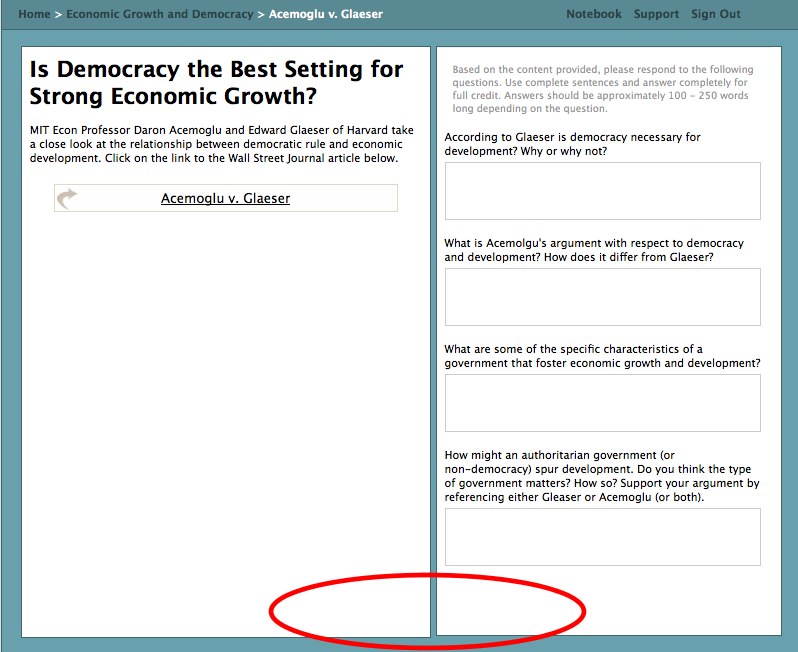 Home > Economic Growth and Democracy > Acemoglu v. Glaeser
Notebook Support Sign Out
Is Democracy the Best Setting for
Strong Economic Growth?
MIT Econ Professor Daron Acemoglu and Edward Glaeser of Harvard take
a close look at the relationship between democratic rule and economic
development. Click on the link to the Wall Street Journal article below.
Acemoglu v. Glaeser
Based on the content provided, please respond to the following
questions. Use complete sentences and answer completely for
full credit. Answers should be approximately 100 - 250 words
long depending on the question.
According to Glaeser is democracy necessary for
development? Why or why not?
What is Acemolgu's argument with respect to democracy
and development? How does it differ from Glaeser?
What are some of the specific characteristics of a
government that foster economic growth and development?
How might an authoritarian government (or
non-democracy) spur development. Do you think the type
of government matters? How so? Support your argument by
referencing either Gleaser or Acemoglu (or both).